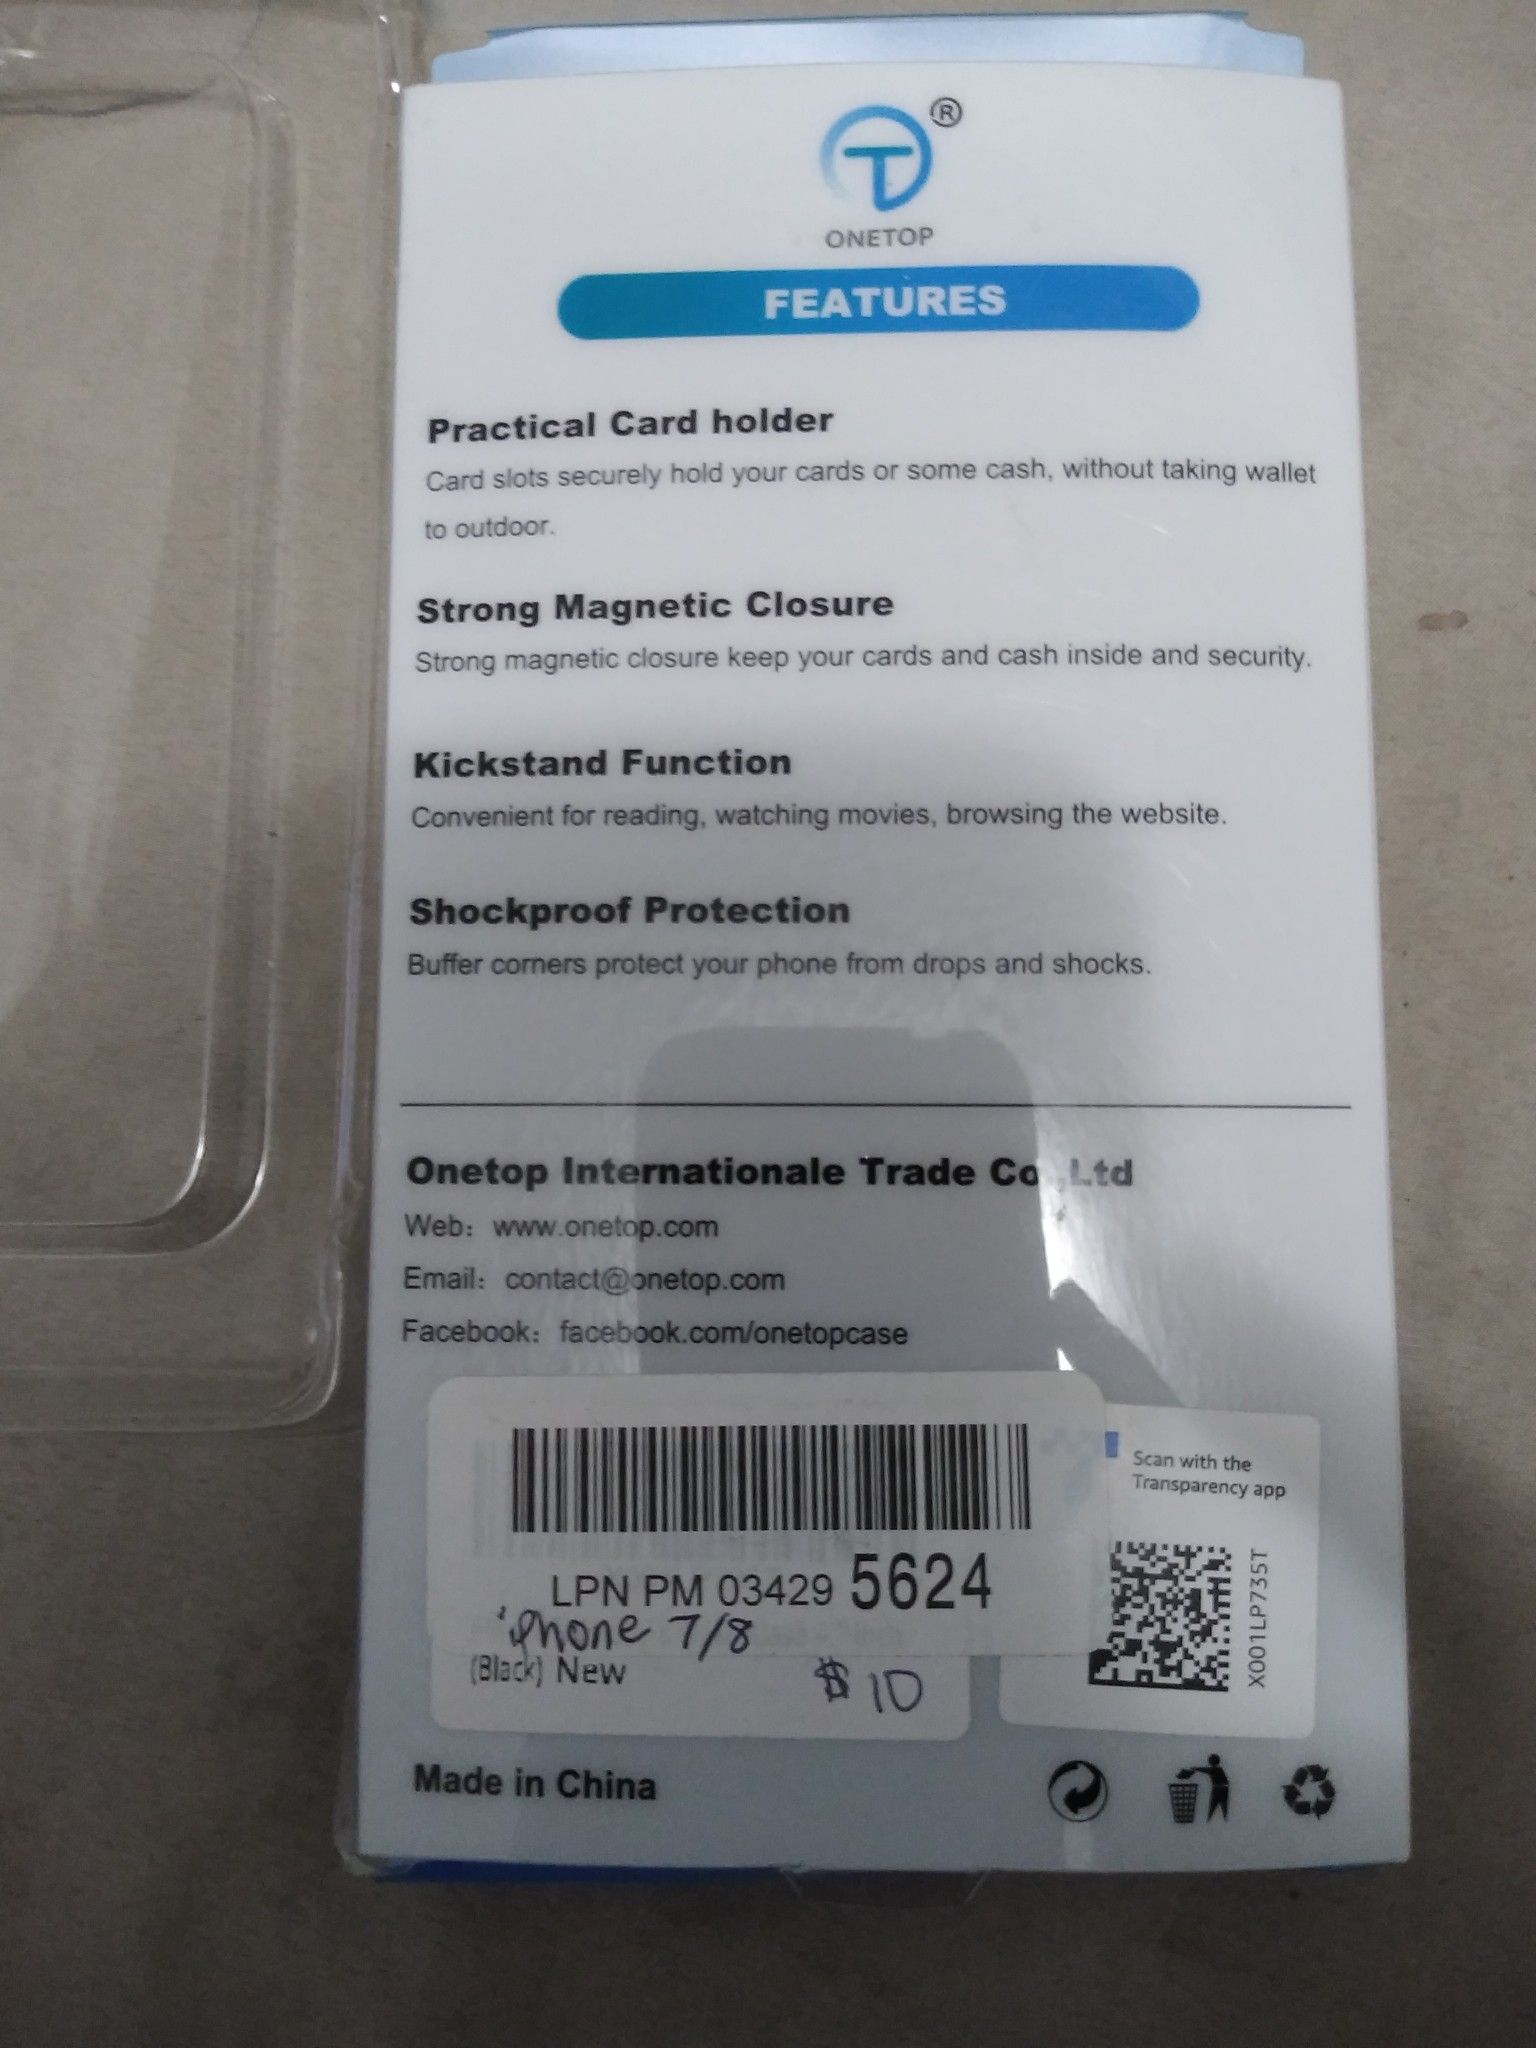 ®
T
ONETOP
FEATURES
Practical Card holder
Card slots securely hold your cards or some cash, without taking wallet
to outdoor.
Strong Magnetic Closure
Strong magnetic closure keep your cards and cash inside and security.
Kickstand Function
Convenient for reading, watching movies, browsing the website.
Shockproof Protection
Buffer corners protect your phone from drops and shocks.
Onetop Internationale Trade Co.,Ltd
Web: www.onetop.com
Email: contact@onetop.com
Facebook: facebook.com/onetopcase
LPN PM 03429 5624
iPhone 7/8
(Black) New
$10
Scan with the
Transparency app
X001LP735T
Made in China